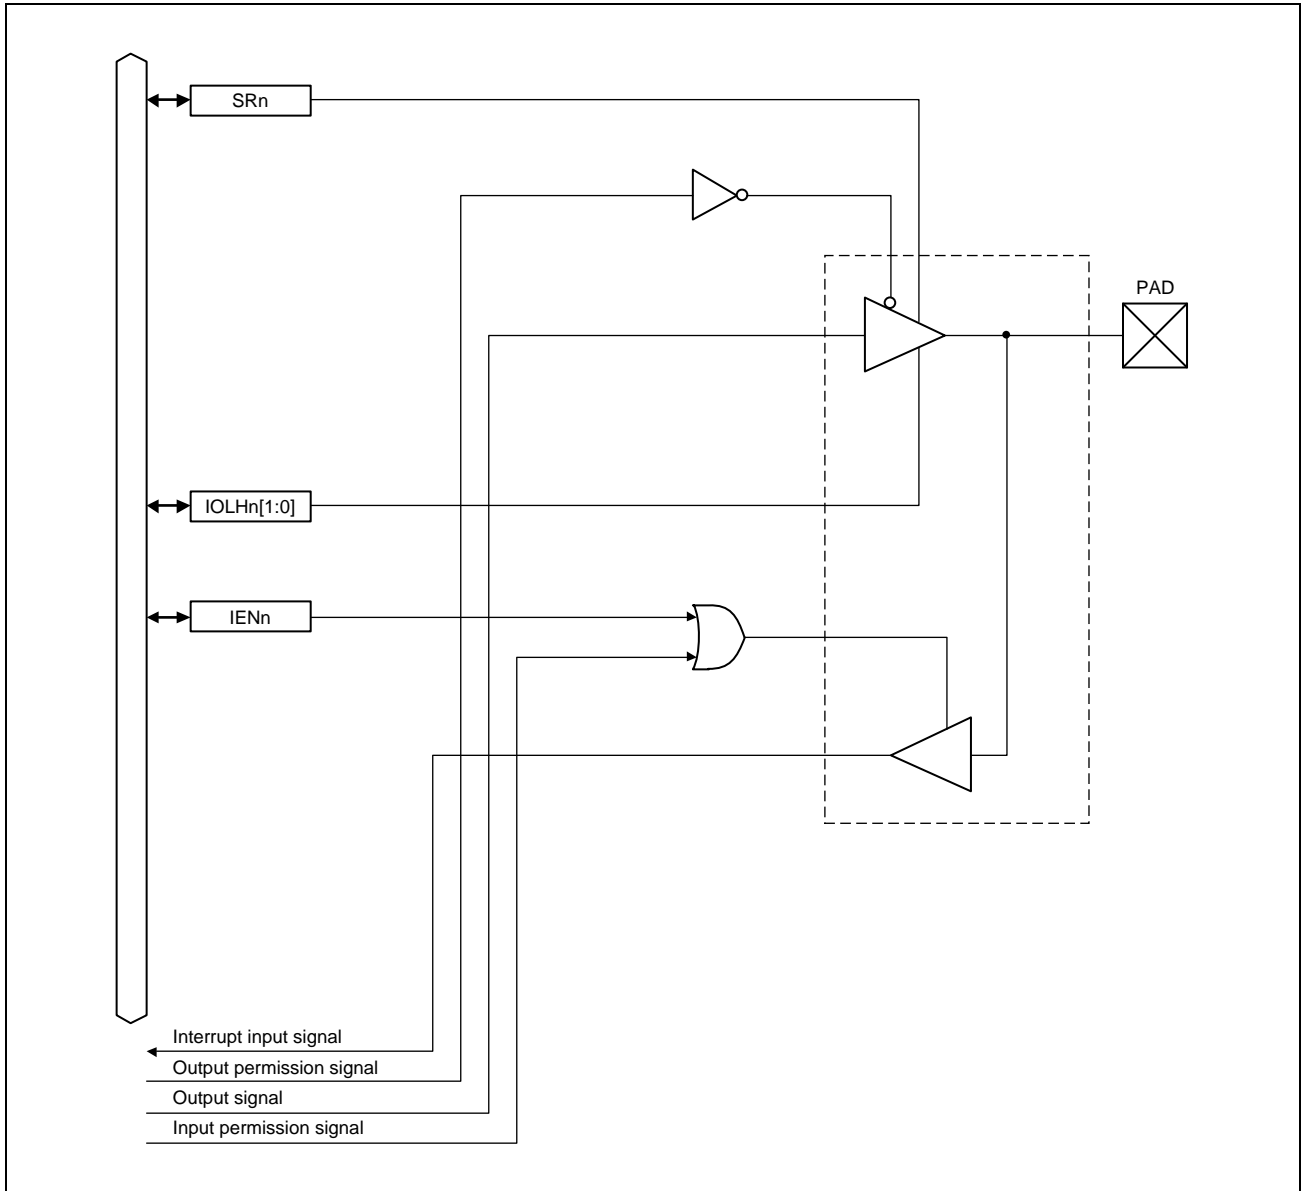 SRn
PAD
IOLHn[1:0]
IENn
Interrupt input signal
Output permission signal
Output signal
Input permission signal